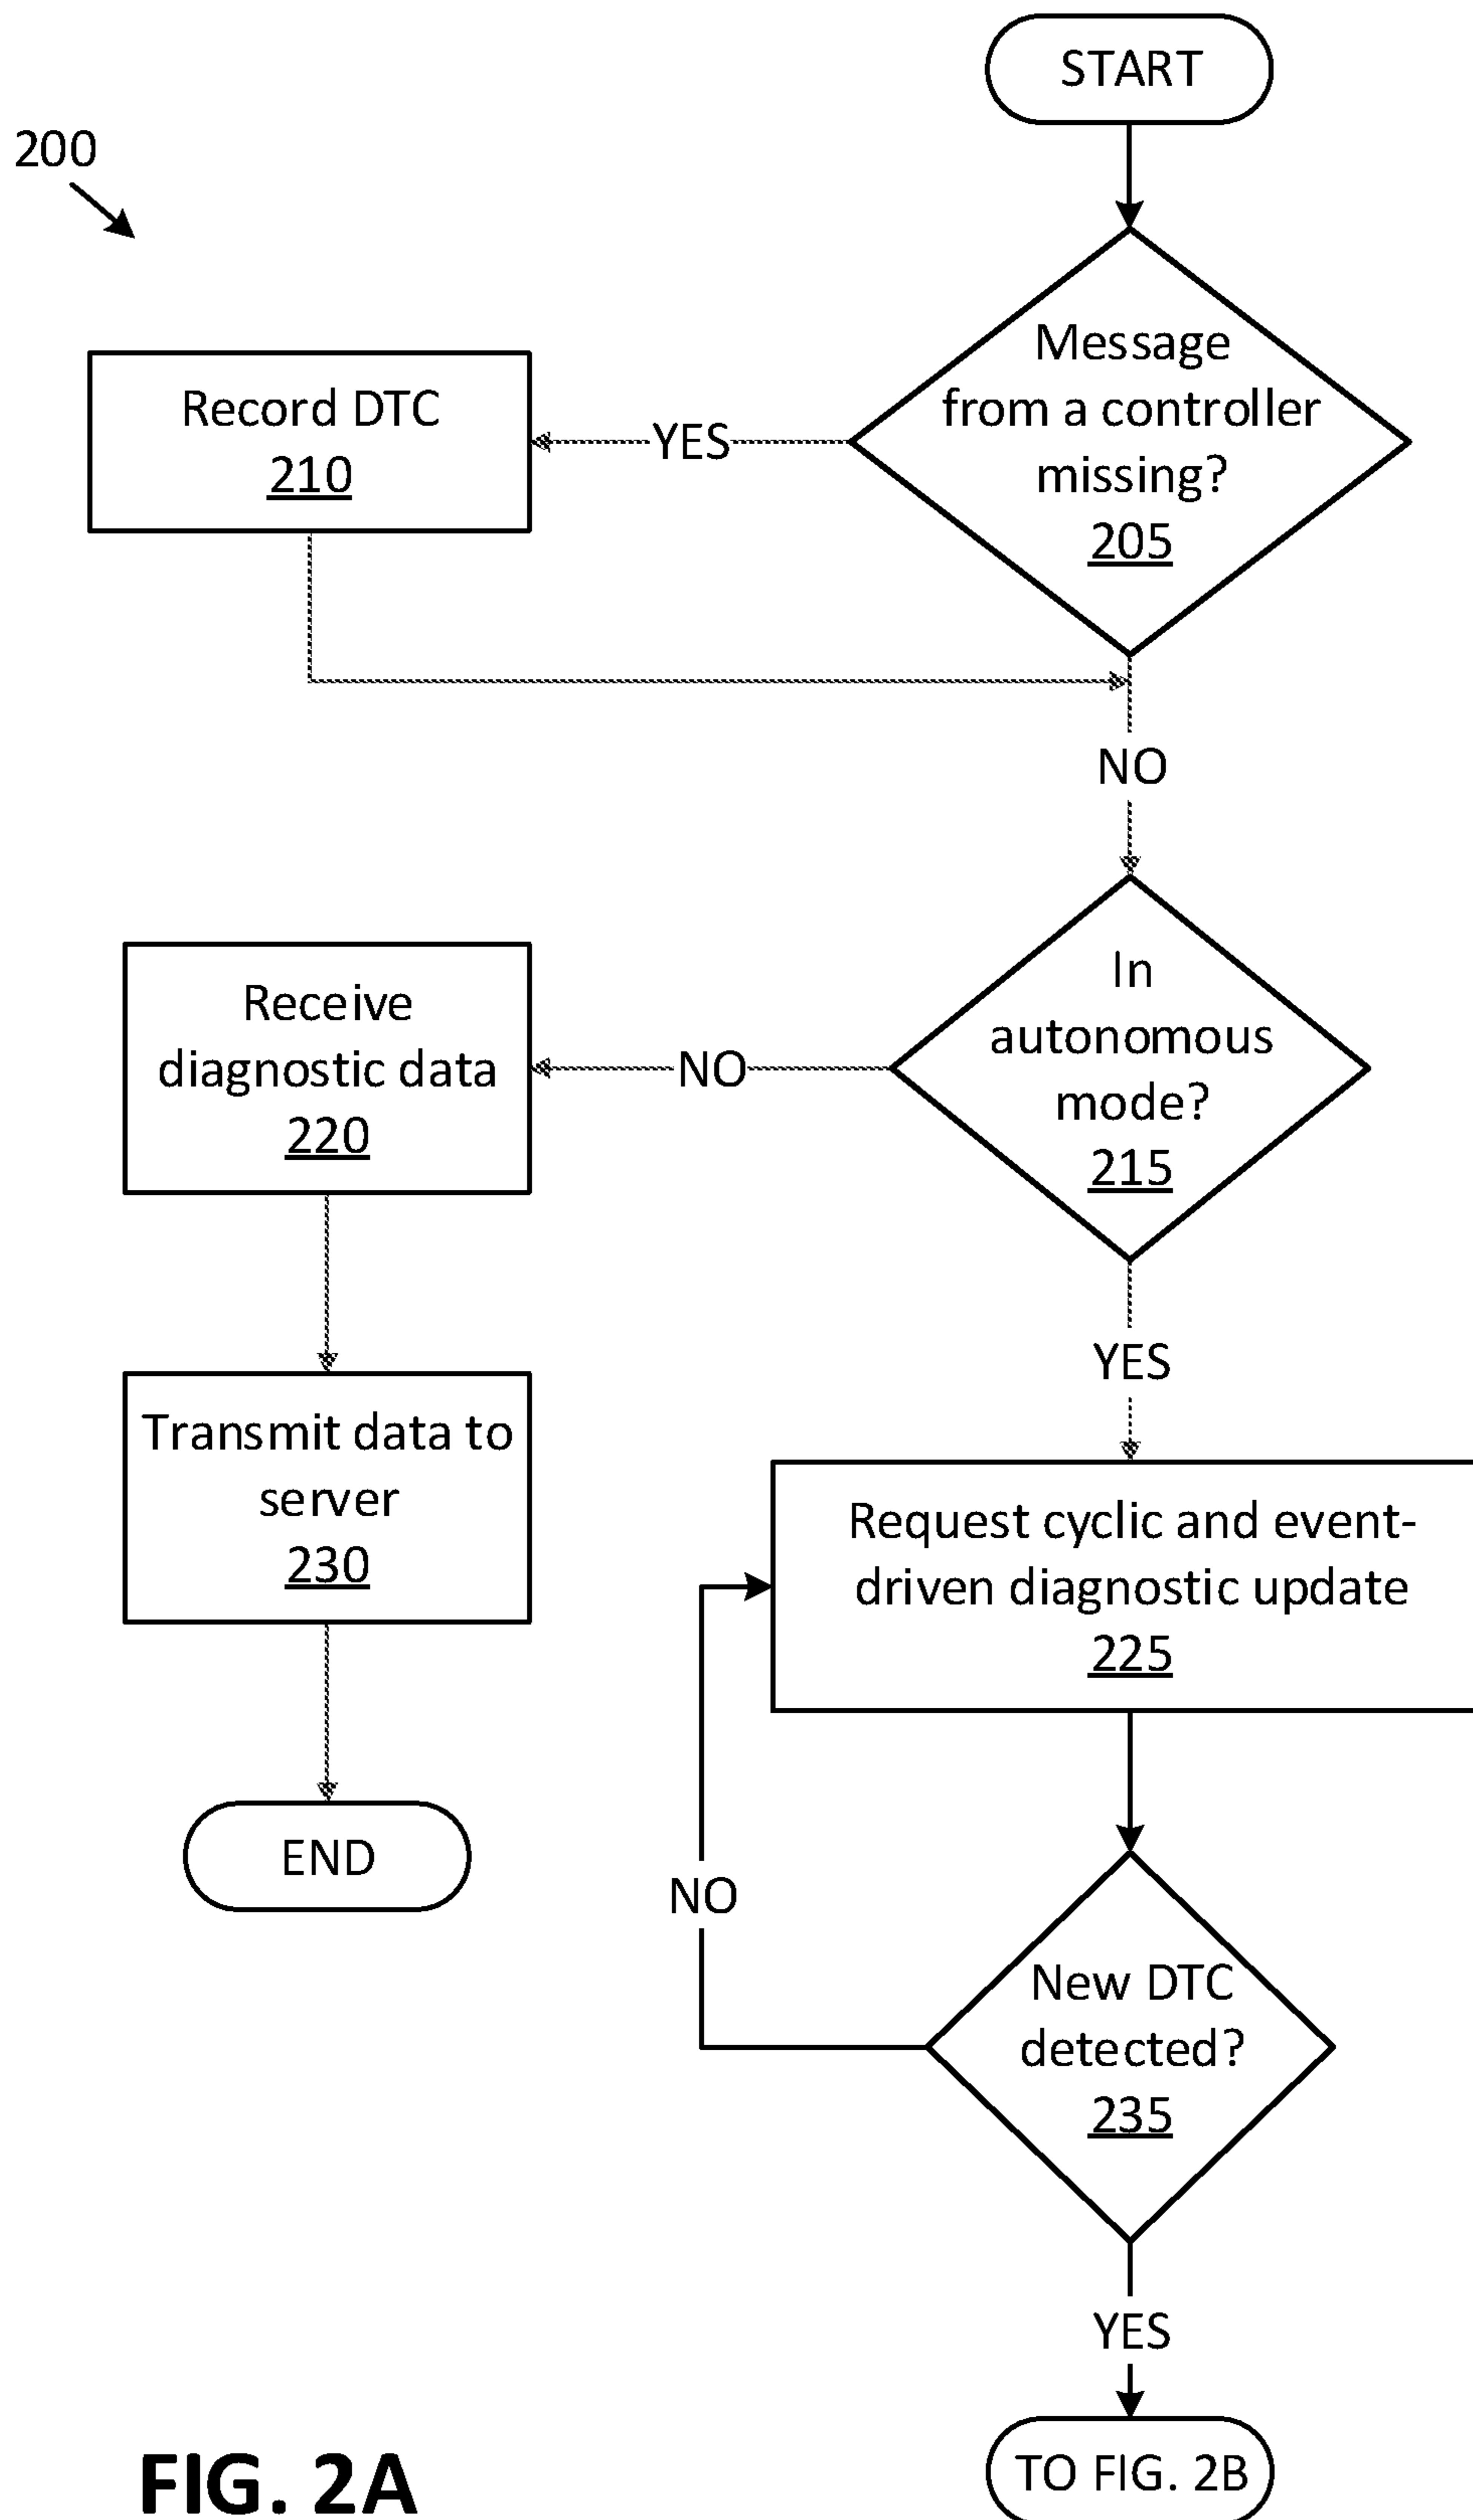 START
200
Message
from a controller
missing?
205
YES
Record DTC
210
NO
In
autonomous
mode?
215
NO
Receive
diagnostic data
220
YES
Transmit data to
server
230
Request cyclic and event-
driven diagnostic update
225
END
NO
New DTC
detected?
235
YES
TO FIG. 2B
FIG. 2A